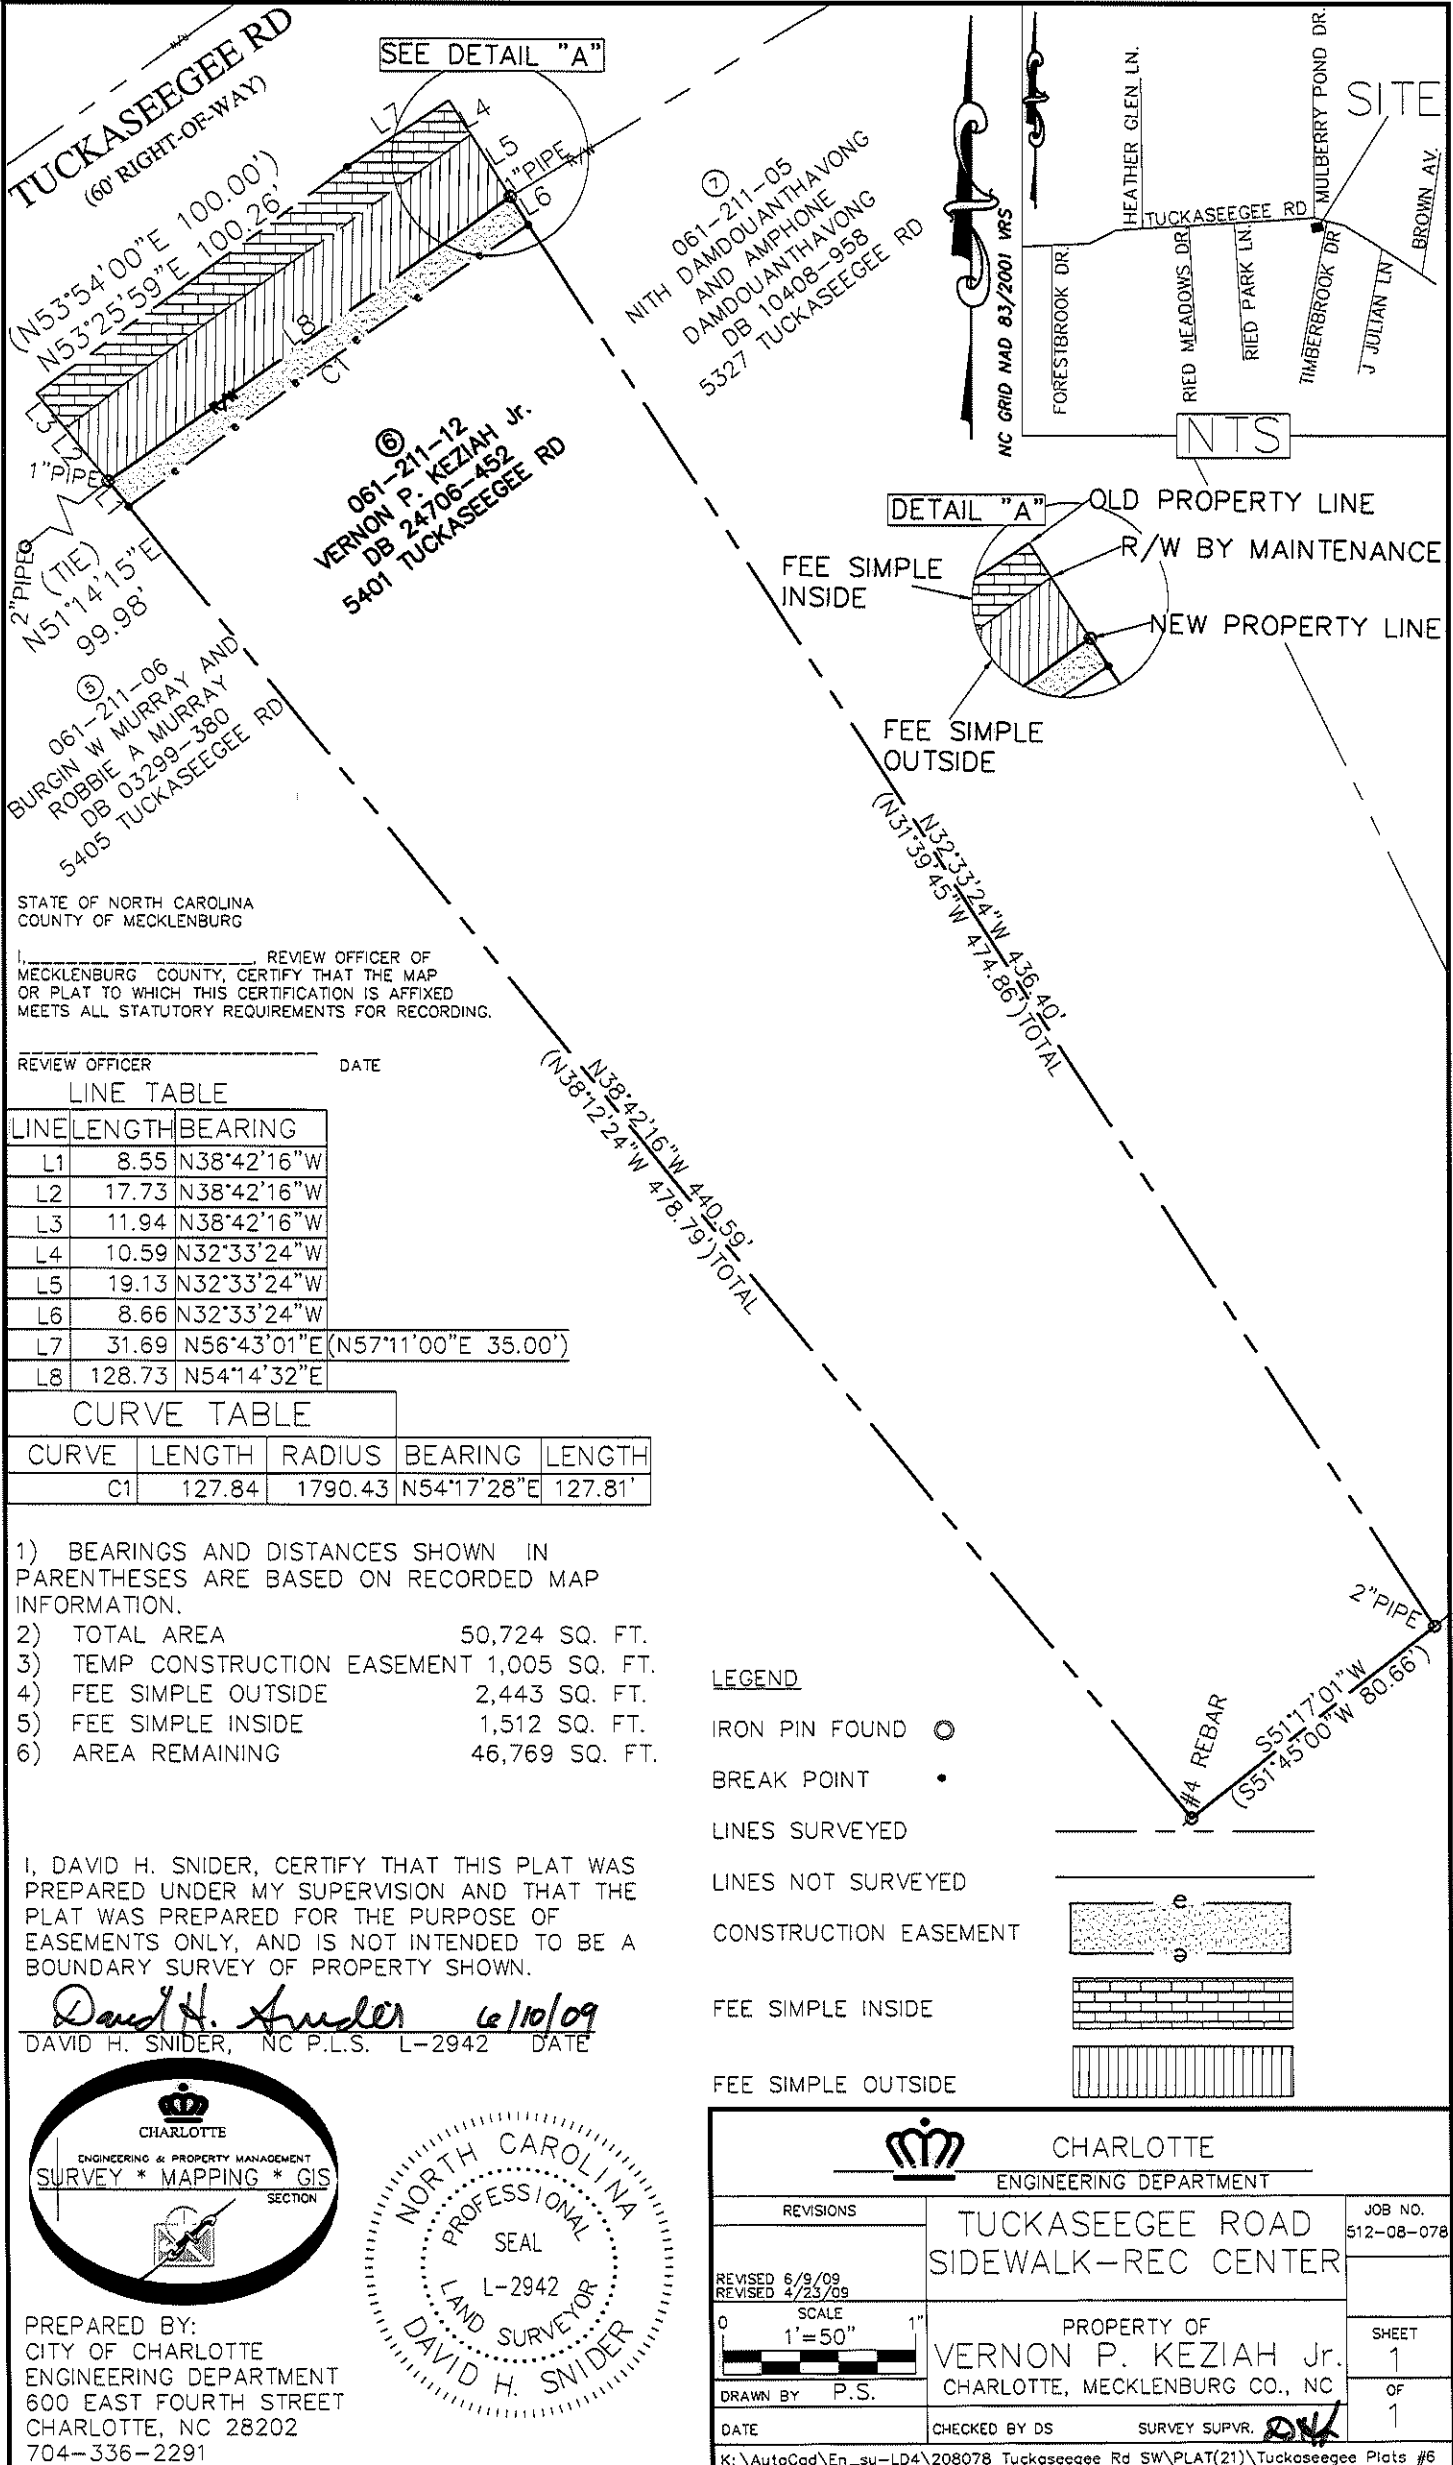 TUCKASEEGEE RD
(60' RIGHT-OF-WAY)
SEE DETAIL "A"
L7
L4
L5
1"PIPE
R/W
L6
(N53°54'00"E 100.00')
N53°25'59"E 100.26'
L8
C1
R/W
L3
L2
1"PIPE
L1
2"PIPE
(TIE)
N51°14'15"E
99.98'
6
061-211-12
VERNON P. KEZIAH Jr.
DB 24706-452
5401 TUCKASEEGEE RD
7
061-211-05
NITH DAMDOUANTHAVONG
AND AMPHONE
DAMDOUANTHAVONG
DB 10408-958
5327 TUCKASEEGEE RD
5
061-211-06
BURGIN W MURRAY AND
ROBBIE A MURRAY
DB 03299-380
5405 TUCKASEEGEE RD
NC GRID NAD 83/2001 VRS
HEATHER GLEN LN.
MULBERRY POND DR.
SITE
TUCKASEEGEE RD
FORESTBROOK DR.
RIED MEADOWS DR.
RIED PARK LN.
TIMBERBROOK DR
J JULIAN LN
BROWN AV.
NTS
DETAIL "A"
OLD PROPERTY LINE
R/W BY MAINTENANCE
FEE SIMPLE
INSIDE
NEW PROPERTY LINE
FEE SIMPLE
OUTSIDE
N32°33'24"W 436.40'
(N31°39'45"W 474.86')TOTAL
N38°42'16"W 440.59'
(N38°12'24"W 478.79')TOTAL
2"PIPE
S51°17'01"W
(S51°45'00"W 80.66')
#4 REBAR
STATE OF NORTH CAROLINA
COUNTY OF MECKLENBURG
I,____________________, REVIEW OFFICER OF
MECKLENBURG COUNTY, CERTIFY THAT THE MAP
OR PLAT TO WHICH THIS CERTIFICATION IS AFFIXED
MEETS ALL STATUTORY REQUIREMENTS FOR RECORDING.
REVIEW OFFICER DATE
LINE TABLE
LINE LENGTH BEARING
L1 8.55 N38°42'16"W
L2 17.73 N38°42'16"W
L3 11.94 N38°42'16"W
L4 10.59 N32°33'24"W
L5 19.13 N32°33'24"W
L6 8.66 N32°33'24"W
L7 31.69 N56°43'01"E (N57°11'00"E 35.00')
L8 128.73 N54°14'32"E
CURVE TABLE
CURVE LENGTH RADIUS BEARING LENGTH
C1 127.84 1790.43 N54°17'28"E 127.81'
1) BEARINGS AND DISTANCES SHOWN IN
PARENTHESES ARE BASED ON RECORDED MAP
INFORMATION.
2) TOTAL AREA 50,724 SQ. FT.
3) TEMP CONSTRUCTION EASEMENT 1,005 SQ. FT.
4) FEE SIMPLE OUTSIDE 2,443 SQ. FT.
5) FEE SIMPLE INSIDE 1,512 SQ. FT.
6) AREA REMAINING 46,769 SQ. FT.
LEGEND
IRON PIN FOUND
BREAK POINT
LINES SURVEYED
LINES NOT SURVEYED
CONSTRUCTION EASEMENT
e
e
FEE SIMPLE INSIDE
FEE SIMPLE OUTSIDE
I, DAVID H. SNIDER, CERTIFY THAT THIS PLAT WAS
PREPARED UNDER MY SUPERVISION AND THAT THE
PLAT WAS PREPARED FOR THE PURPOSE OF
EASEMENTS ONLY, AND IS NOT INTENDED TO BE A
BOUNDARY SURVEY OF PROPERTY SHOWN.
David H. Snider 6/10/09
DAVID H. SNIDER, NC P.L.S. L-2942 DATE
CHARLOTTE
ENGINEERING & PROPERTY MANAGEMENT
SURVEY * MAPPING * GIS
SECTION
NORTH CAROLINA
PROFESSIONAL
SEAL
L-2942
LAND SURVEYOR
DAVID H. SNIDER
PREPARED BY:
CITY OF CHARLOTTE
ENGINEERING DEPARTMENT
600 EAST FOURTH STREET
CHARLOTTE, NC 28202
704-336-2291
CHARLOTTE
ENGINEERING DEPARTMENT
REVISIONS
REVISED 6/9/09
REVISED 4/23/09
TUCKASEEGEE ROAD
SIDEWALK-REC CENTER
JOB NO.
512-08-078
0 SCALE 1"
1'=50"
PROPERTY OF
VERNON P. KEZIAH Jr.
CHARLOTTE, MECKLENBURG CO., NC
SHEET
1
OF
1
DRAWN BY P.S.
DATE
CHECKED BY DS SURVEY SUPVR.
K:\AutoCad\En_su-LD4\208078 Tuckaseegee Rd SW\PLAT(21)\Tuckaseegee Plats #6